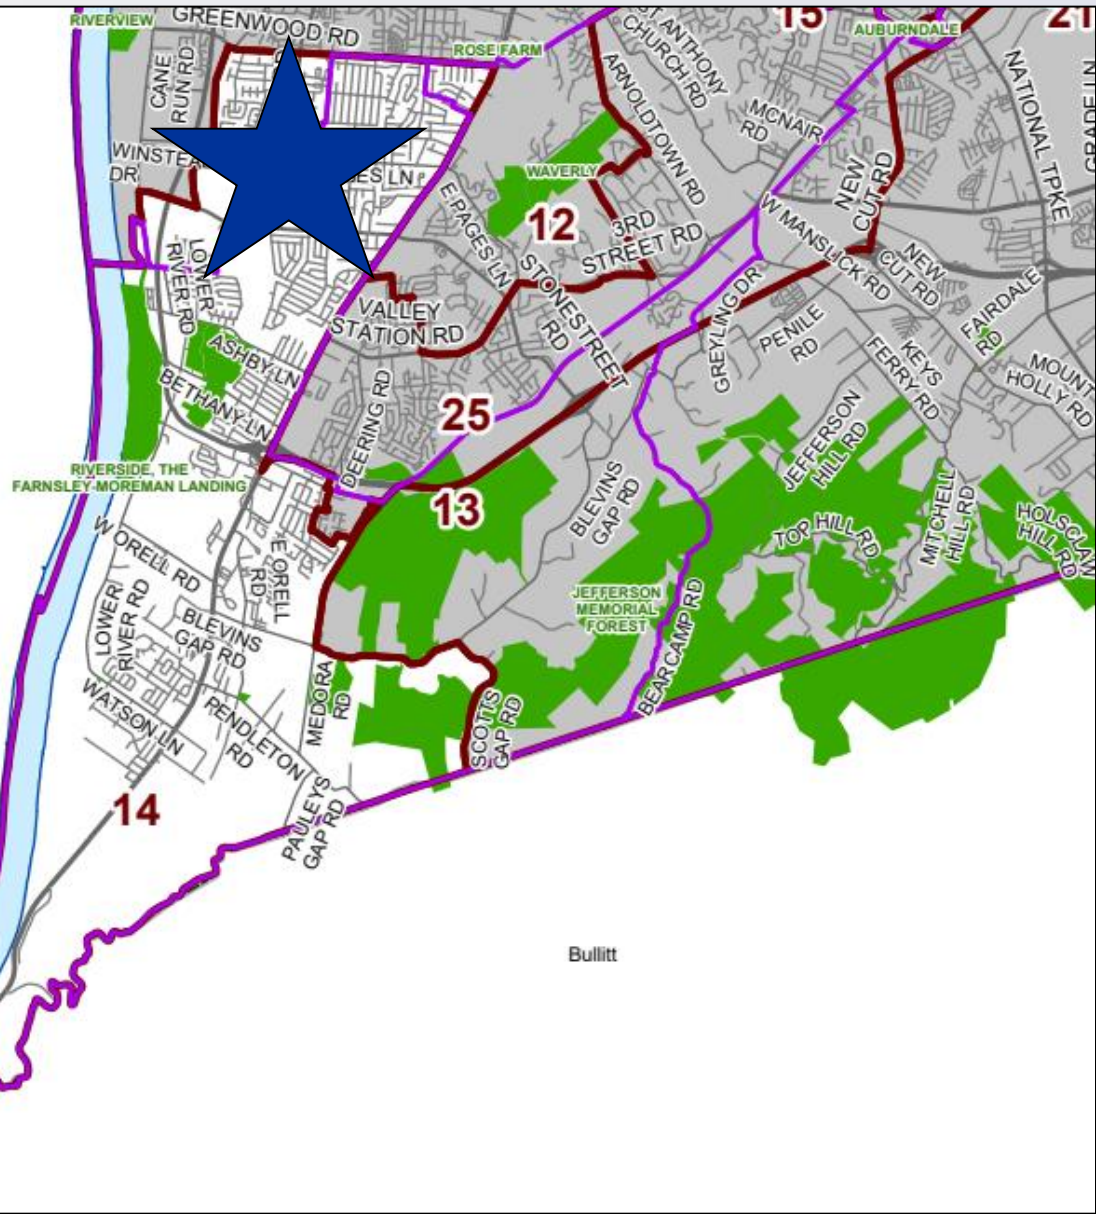 RIVERVIEW
GREENWOOD RD
ROSE FARM
CHURCH RD
ANTHONY
15
AUBURNDALE
21
CANE
RUN RD
ARNOLDTOWN RD
MCNAIR
RD
NATIONAL TPKE
GRADE LN
WINSTEA
DR
ES LN
WAVERLY
NEW
CUT RD
E PAGES LN
12
3RD
STREET RD
W MANSLICK RD
LOWER
RIVER RD
STONESTREET
RD
NEW
CUT RD
GREYLING DR
FAIRDALE
RD
VALLEY
STATION RD
PENILE
RD
ASHBY LN
KEYS
FERRY RD
MOUNT
HOLLY RD
BETHANY LN
DEERING RD
25
JEFFERSON
HILL RD
RIVERSIDE, THE
FARNSLEY-MOREMAN LANDING
13
BLEVINS
GAP RD
MITCHELL
HILL RD
HOLSCLAW
HILL RD
W ORELL RD
E ORELL
RD
TOP HILL RD
LOWER
RIVER RD
JEFFERSON
MEMORIAL
FOREST
BEARCAMP RD
BLEVINS
GAP RD
MEDORA
RD
WATSON LN
PENDLETON
RD
SCOTTS
GAP RD
14
PAULEYS
GAP RD
Bullitt